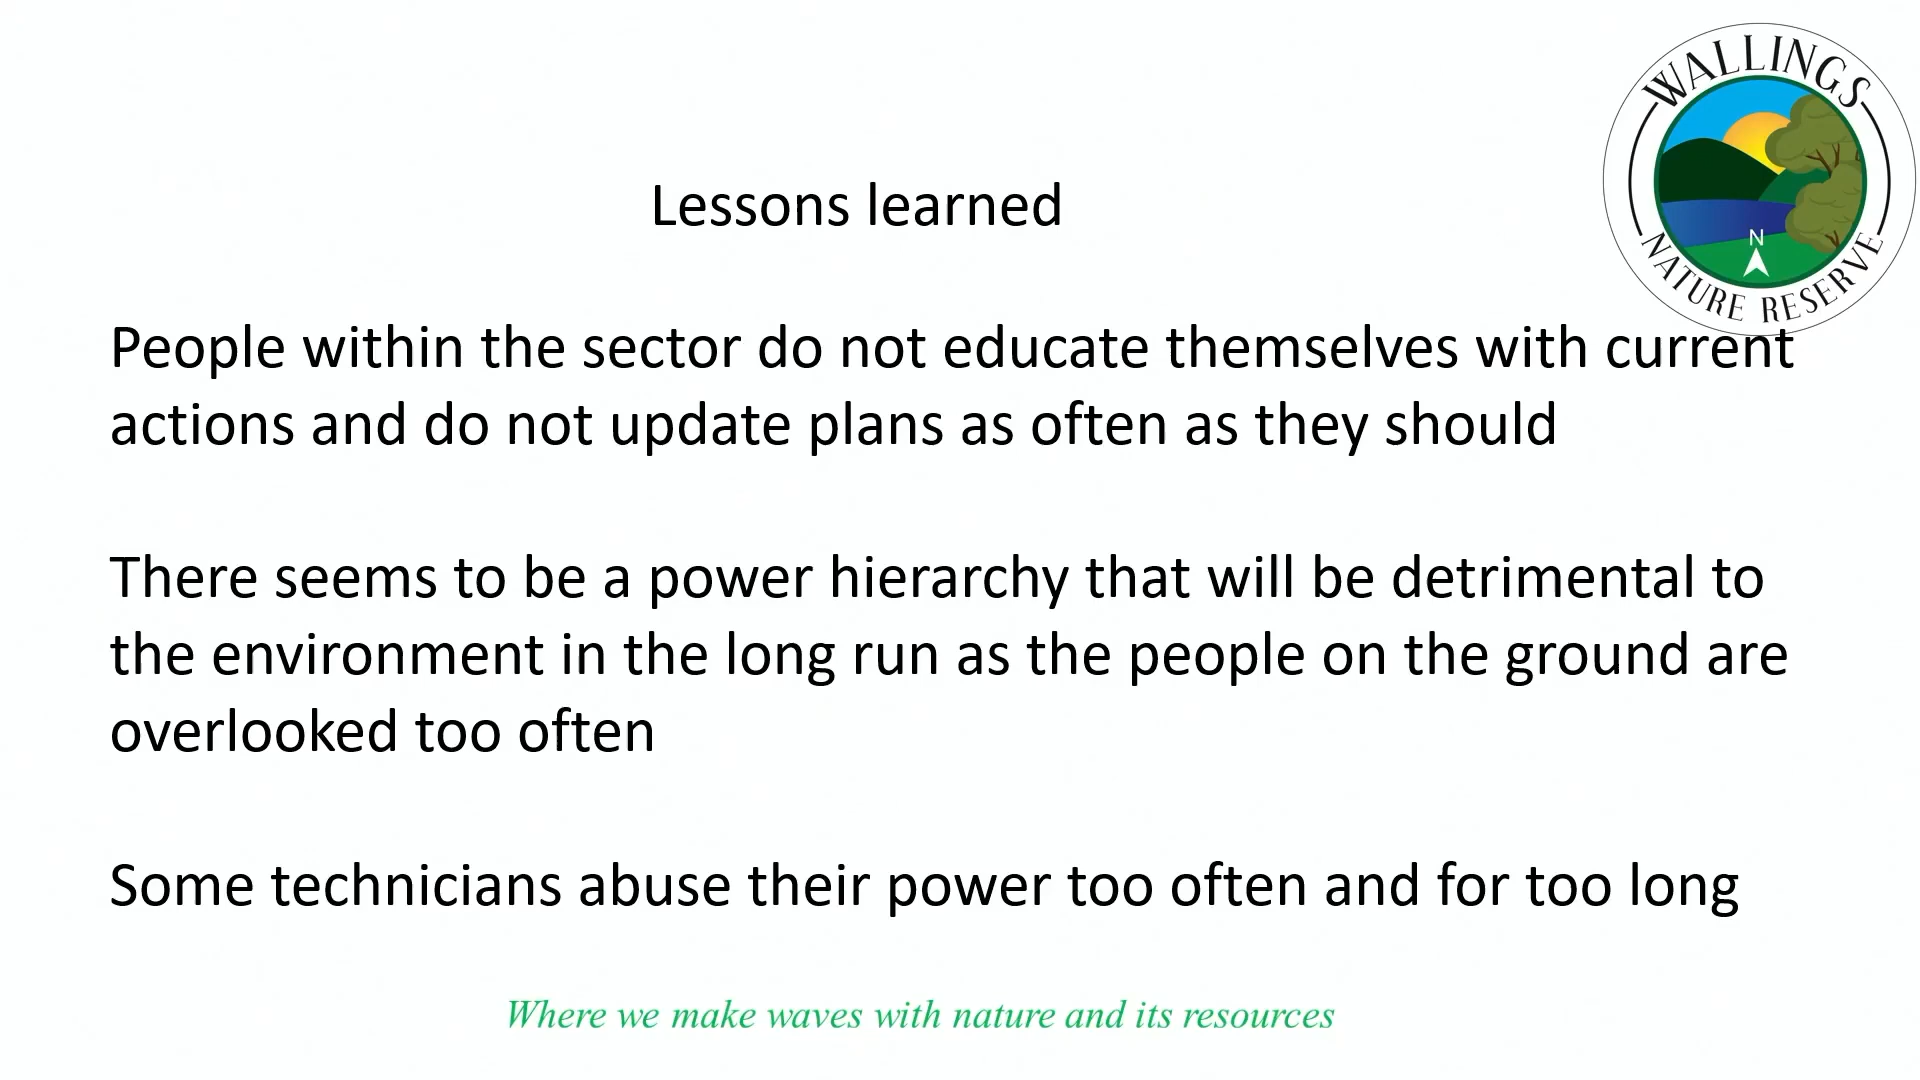 WALLINGS
N
NATURE RESERVE
Lessons learned
People within the sector do not educate themselves with current
actions and do not update plans as often as they should
There seems to be a power hierarchy that will be detrimental to
the environment in the long run as the people on the ground are
overlooked too often
Some technicians abuse their power too often and for too long
Where we make waves with nature and its resources